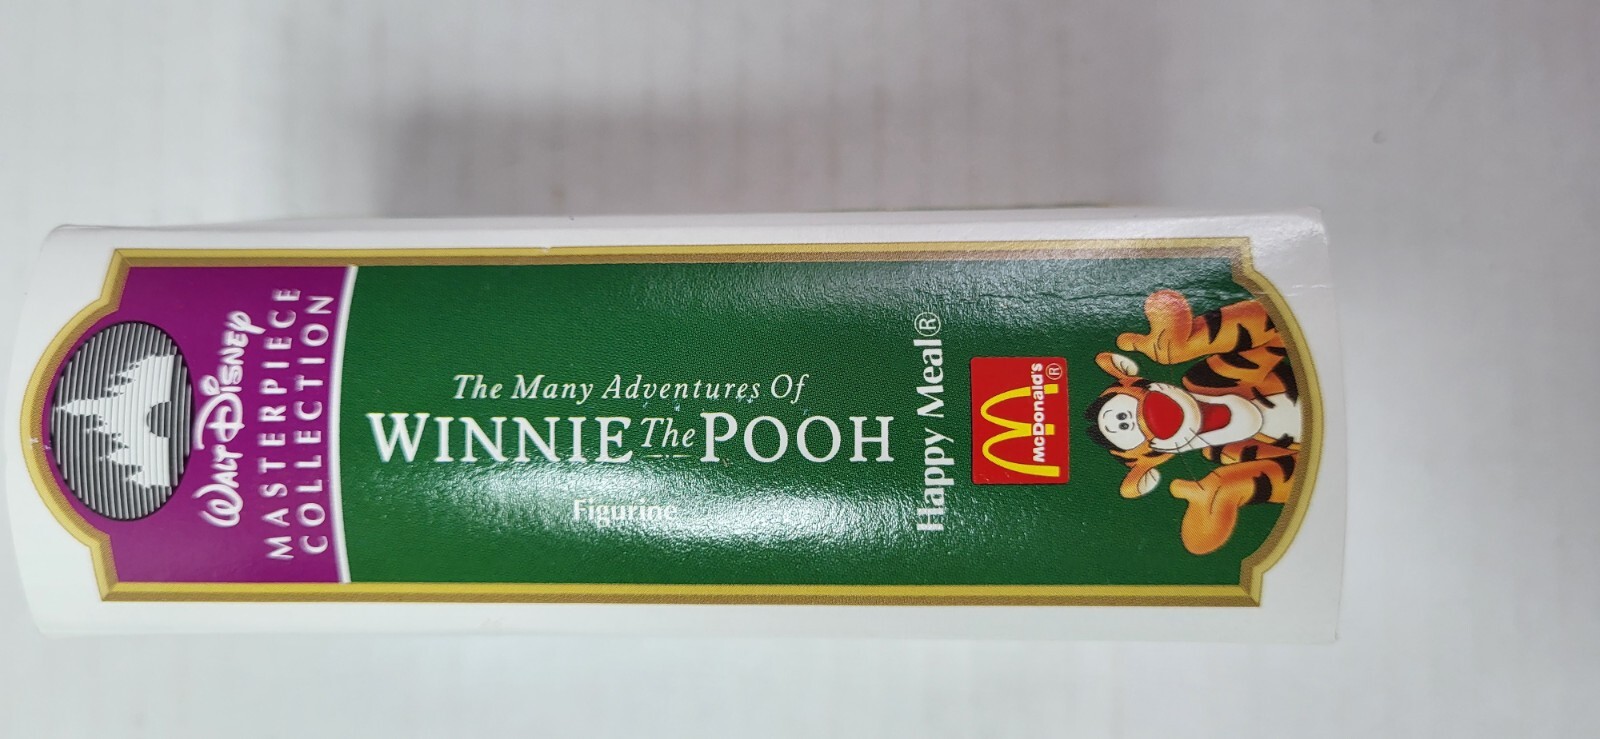 WALT DISNEY
MASTERPIECE
COLLECTION
The Many Adventures Of
WINNIE The POOH
Figurine
Happy Meal®
McDonald's ®